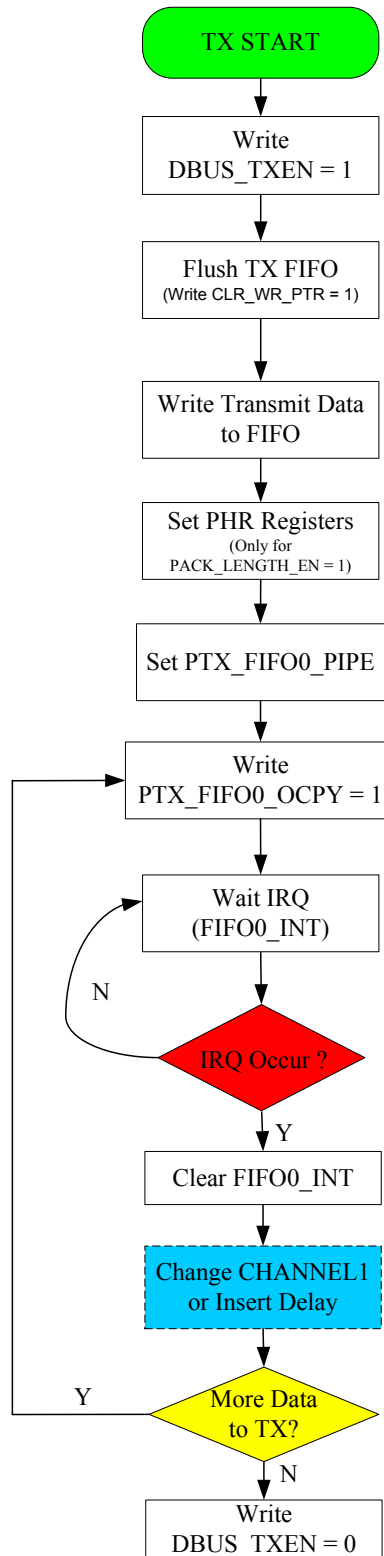 TX START
Write
DBUS_TXEN = 1
Flush TX FIFO
(Write CLR_WR_PTR = 1)
Write Transmit Data
to FIFO
Set PHR Registers
(Only for
PACK_LENGTH_EN = 1)
Set PTX_FIFO0_PIPE
Write
PTX_FIFO0_OCPY = 1
Wait IRQ
(FIFO0_INT)
N
IRQ Occur ?
Y
Clear FIFO0_INT
Change CHANNEL1
or Insert Delay
Y
More Data
to TX?
N
Write
DBUS_TXEN = 0